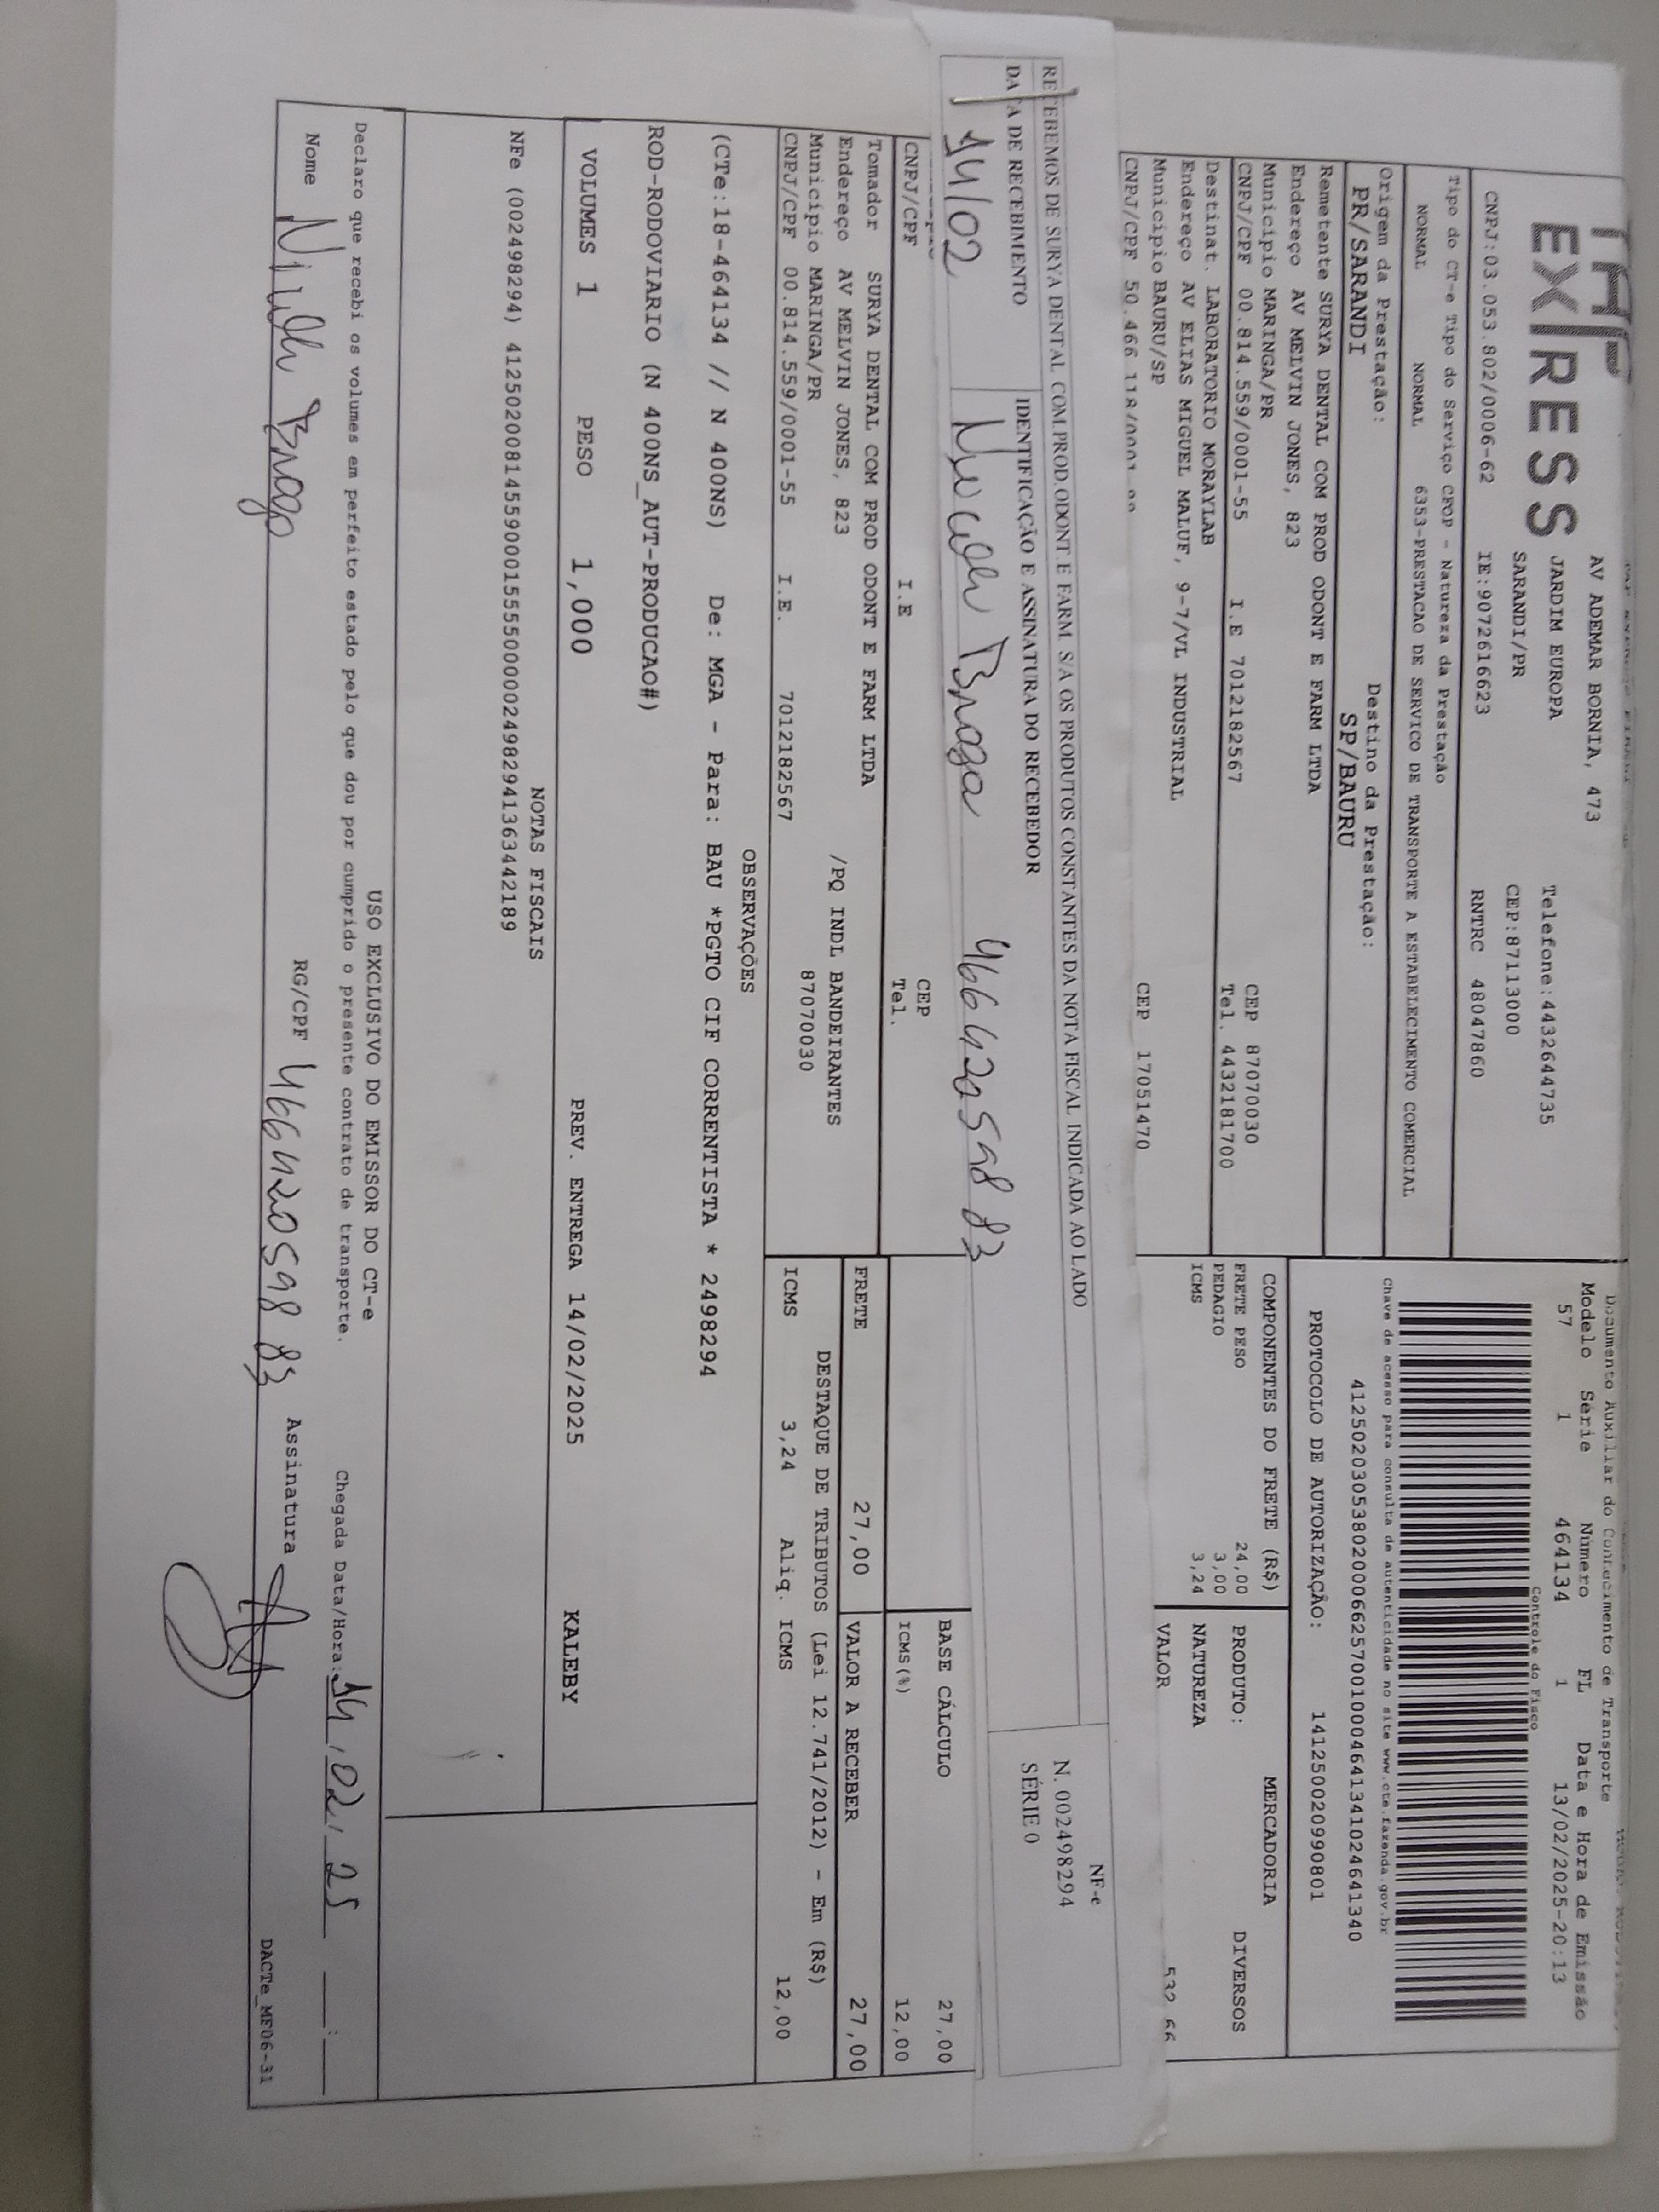 EXPRESS
AV ADEMAR BORNIA, 473
JARDIM EUROPA
Telefone:4432644735
SARANDI/PR
CEP:87113000
CNPJ:03.053.802/0006-62 IE:9072616623 RNTRC 48047860
Tipo do CT-e Tipo do Serviço CFOP - Natureza da Prestação
NORMAL NORMAL 6353-PRESTACAO DE SERVICO DE TRANSPORTE A ESTABELECIMENTO COMERCIAL
Origem da Prestação: Destino da Prestação:
PR/SARANDI SP/BAURU
Remetente SURYA DENTAL COM PROD ODONT E FARM LTDA
Endereço AV MELVIN JONES, 823
Município MARINGA/PR CEP 87070030
CNPJ/CPF 00.814.559/0001-55 I.E 7012182567 Tel. 4432181700
Destinat. LABORATORIO MORAYLAB
Endereço AV ELIAS MIGUEL MALUF, 9-7/VL INDUSTRIAL
Município BAURU/SP CEP 17051470
CNPJ/CPF 50.466
Documento Auxiliar do Conhecimento de Transporte
Modelo Série Número FL Data e Hora de Emissão
57 1 464134 1 13/02/2025-20:13
Controle do Fisco
Chave de acesso para consulta de autenticidade no site www.cte.fazenda.gov.br
41250203053802000662570010004641341024641340
PROTOCOLO DE AUTORIZAÇÃO: 141250020990801
COMPONENTES DO FRETE (R$)
FRETE PESO 24,00
PEDAGIO 3,00
ICMS 3,24
MERCADORIA
PRODUTO: DIVERSOS
NATUREZA
VALOR
RECEBEMOS DE SURYA DENTAL COM.PROD.ODONT.E FARM. S/A OS PRODUTOS CONSTANTES DA NOTA FISCAL INDICADA AO LADO
DATA DE RECEBIMENTO IDENTIFICAÇÃO E ASSINATURA DO RECEBEDOR
14/02 Braga 46642059883
NF-e
N. 002498294
SÉRIE 0
CEP
CNPJ/CPF I.E Tel.
Tomador SURYA DENTAL COM PROD ODONT E FARM LTDA
Endereço AV MELVIN JONES, 823 /PQ INDL BANDEIRANTES
Município MARINGA/PR 87070030
CNPJ/CPF 00.814.559/0001-55 I.E. 7012182567
BASE CÁLCULO 27,00
ICMS(%) 12,00
FRETE 27,00 VALOR A RECEBER 27,00
DESTAQUE DE TRIBUTOS (Lei 12.741/2012) - Em (R$)
ICMS 3,24 Aliq. ICMS 12,00
OBSERVAÇÕES
(CTe:18-464134 // N 400NS) De: MGA - Para: BAU *PGTO CIF CORRENTISTA * 2498294
ROD-RODOVIARIO (N 400NS_AUT-PRODUCAO#)
VOLUMES 1 PESO 1,000 PREV. ENTREGA 14/02/2025 KALEBY
NOTAS FISCAIS
NFe (002498294) 41250200814559000155550000024982941363442189
USO EXCLUSIVO DO EMISSOR DO CT-e
Declaro que recebi os volumes em perfeito estado pelo que dou por cumprido o presente contrato de transporte. Chegada Data/Hora: 14/02/25 __:__
Nome Braga RG/CPF 46642059883 Assinatura
DACTe_MF06-31